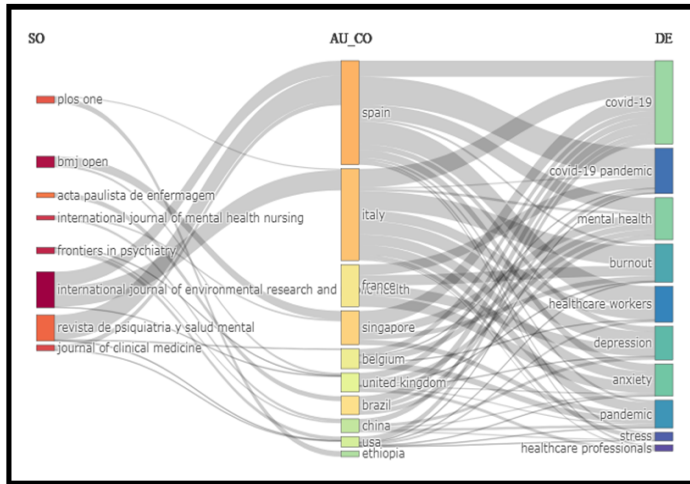 SO
AU_CO
DE
plos one
bmj open
acta paulista de enfermagem
international journal of mental health nursing
frontiers in psychiatry
international journal of environmental research and public health
revista de psiquiatria y salud mental
journal of clinical medicine
spain
italy
france
singapore
belgium
united kingdom
brazil
china
usa
ethiopia
covid-19
covid-19 pandemic
mental health
burnout
healthcare workers
depression
anxiety
pandemic
stress
healthcare professionals